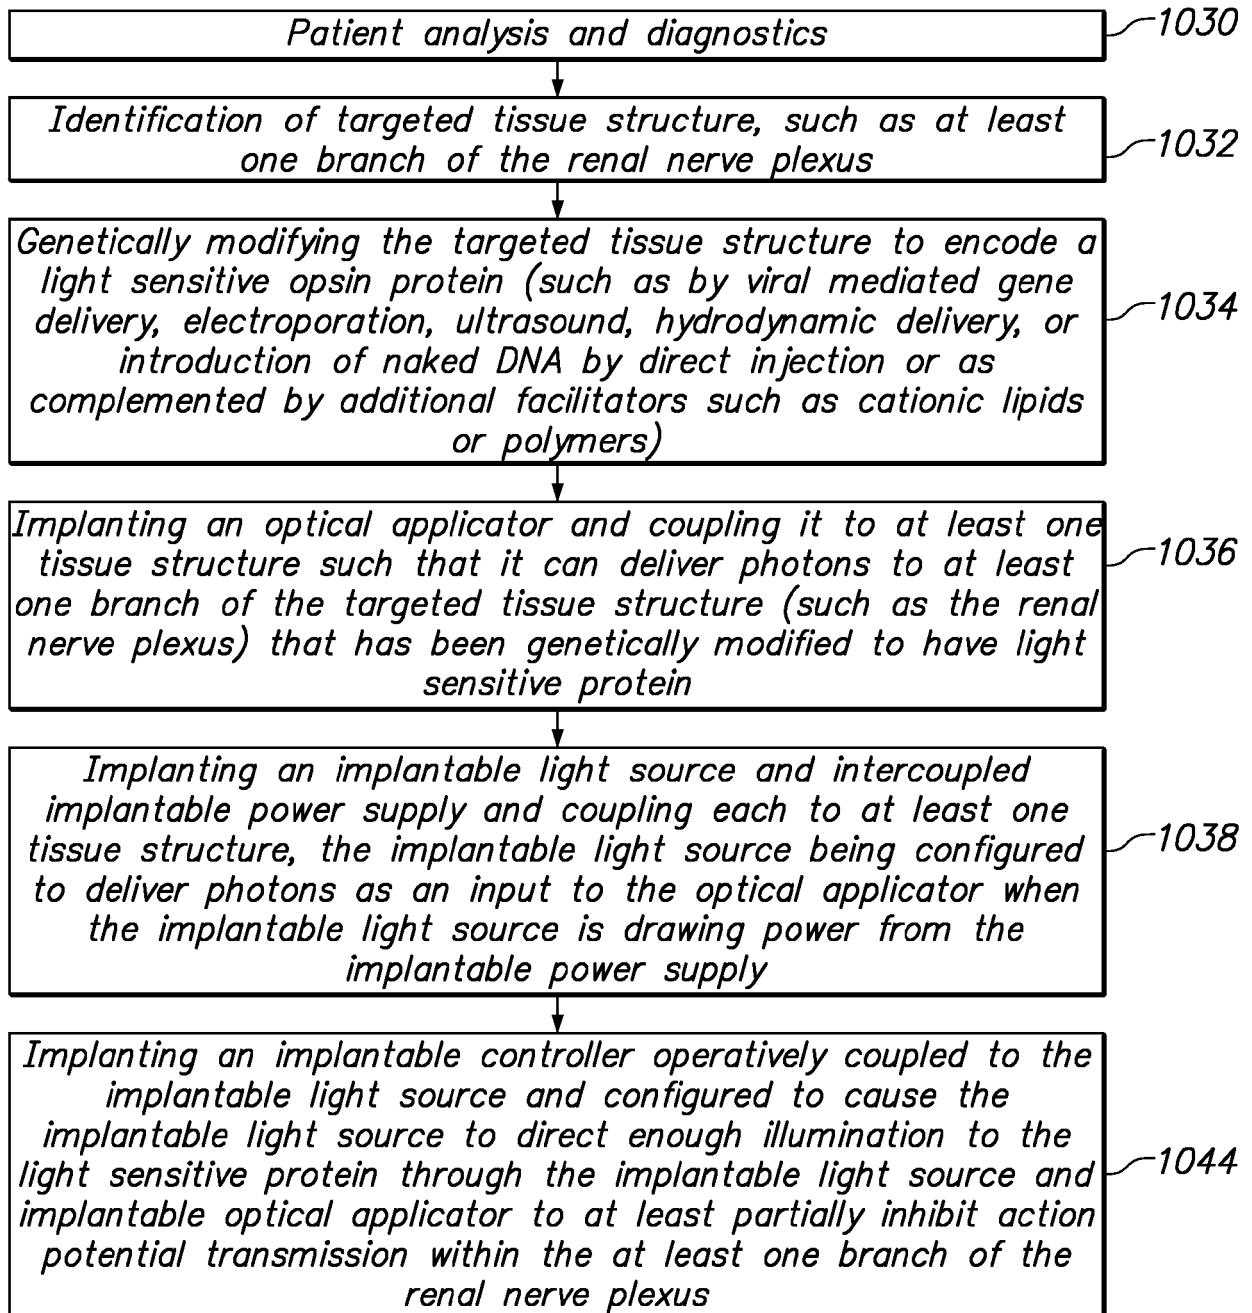 Patient analysis and diagnostics
1030
Identification of targeted tissue structure, such as at least
one branch of the renal nerve plexus
1032
Genetically modifying the targeted tissue structure to encode a
light sensitive opsin protein (such as by viral mediated gene
delivery, electroporation, ultrasound, hydrodynamic delivery, or
introduction of naked DNA by direct injection or as
complemented by additional facilitators such as cationic lipids
or polymers)
1034
Implanting an optical applicator and coupling it to at least one
tissue structure such that it can deliver photons to at least
one branch of the targeted tissue structure (such as the renal
nerve plexus) that has been genetically modified to have light
sensitive protein
1036
Implanting an implantable light source and intercoupled
implantable power supply and coupling each to at least one
tissue structure, the implantable light source being configured
to deliver photons as an input to the optical applicator when
the implantable light source is drawing power from the
implantable power supply
1038
Implanting an implantable controller operatively coupled to the
implantable light source and configured to cause the
implantable light source to direct enough illumination to the
light sensitive protein through the implantable light source and
implantable optical applicator to at least partially inhibit action
potential transmission within the at least one branch of the
renal nerve plexus
1044